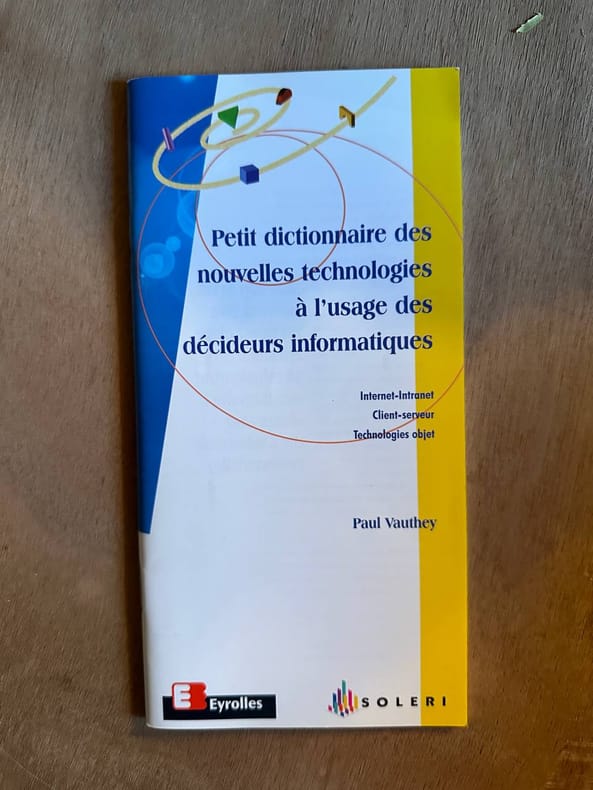 Petit dictionnaire des
nouvelles technologies
à l'usage des
décideurs informatiques
Internet-Intranet
Client-serveur
Technologies objet
Paul Vauthey
E Eyrolles
SOLERI